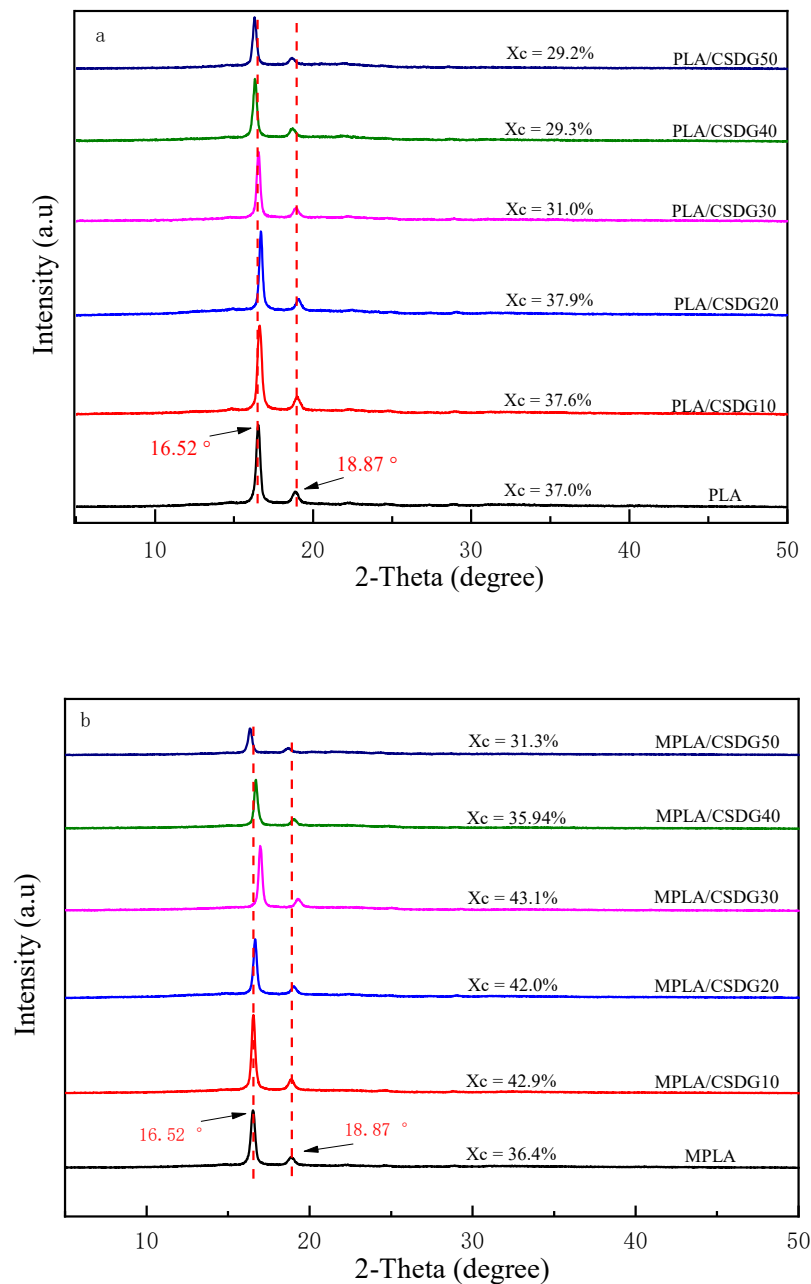 a
Xc = 29.2%
PLA/CSDG50
Xc = 29.3%
PLA/CSDG40
Xc = 31.0%
PLA/CSDG30
Xc = 37.9%
PLA/CSDG20
Xc = 37.6%
PLA/CSDG10
16.52 °
18.87 °
Xc = 37.0%
PLA
Intensity (a.u)
10
20
30
40
50
2-Theta (degree)
b
Xc = 31.3%
MPLA/CSDG50
Xc = 35.94%
MPLA/CSDG40
Xc = 43.1%
MPLA/CSDG30
Xc = 42.0%
MPLA/CSDG20
Xc = 42.9%
MPLA/CSDG10
16.52 °
18.87 °
Xc = 36.4%
MPLA
Intensity (a.u)
10
20
30
40
50
2-Theta (degree)